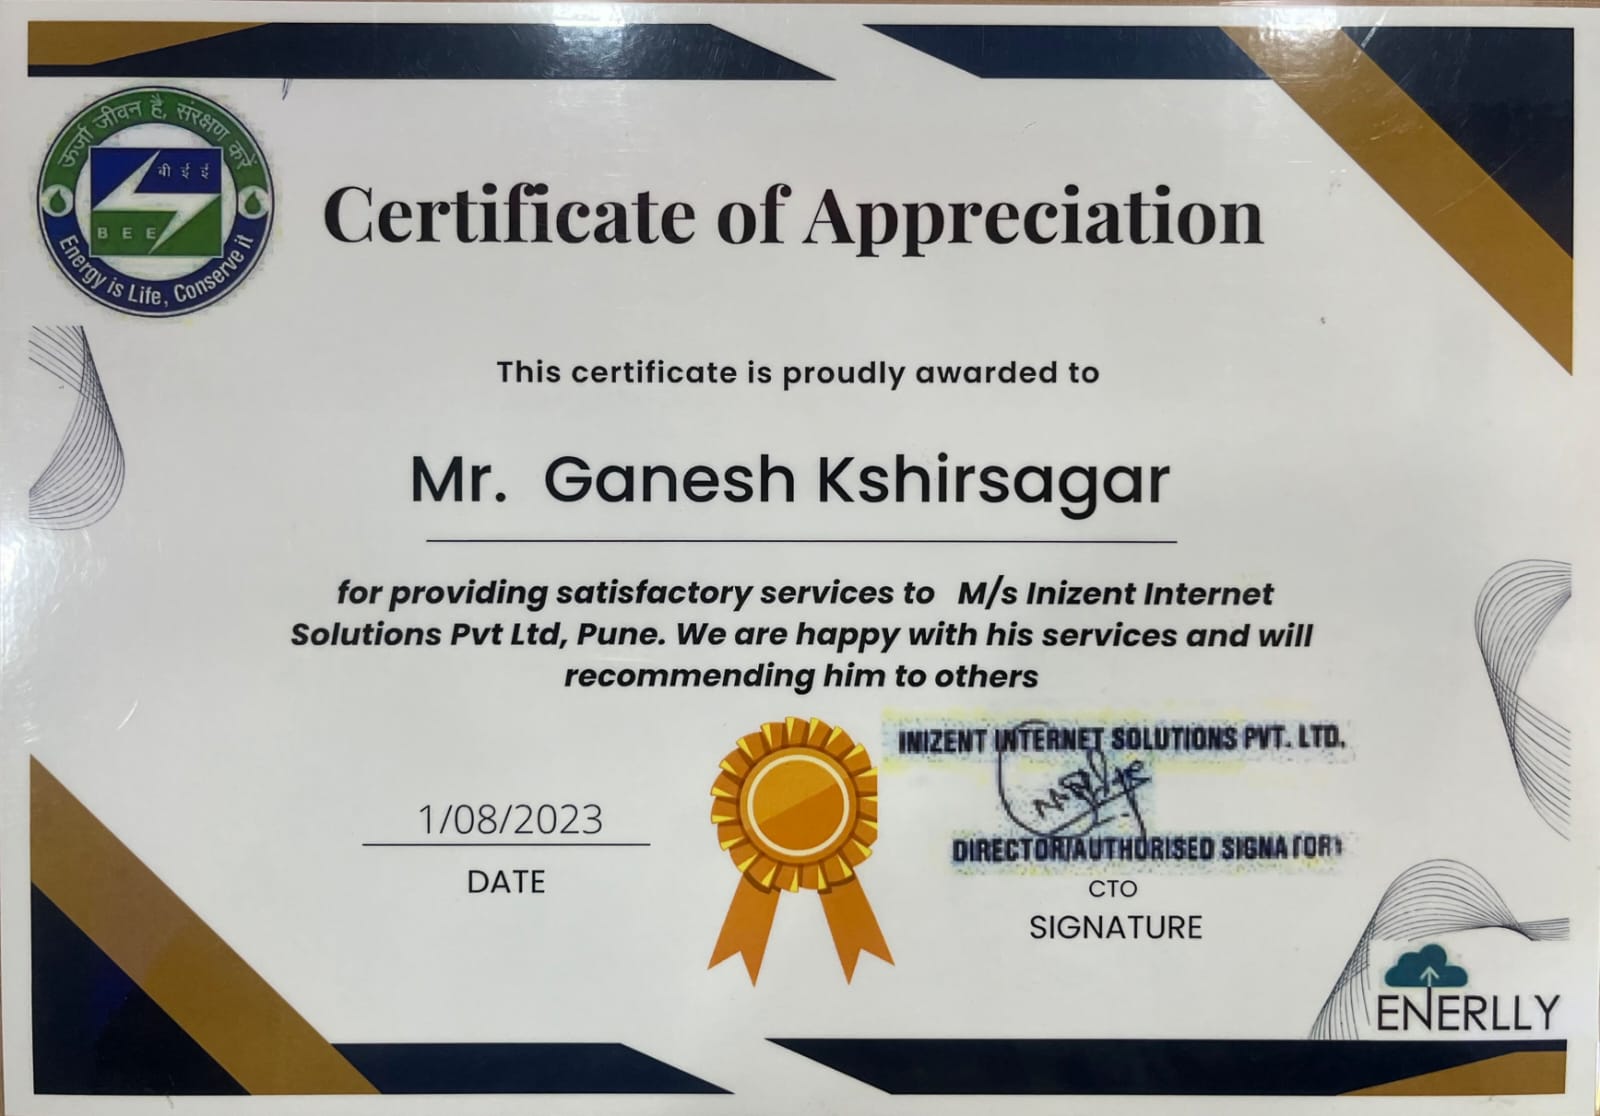 ऊर्जा जीवन है, संरक्षण करें
बी ई ई
BEE
Energy is Life, Conserve it
Certificate of Appreciation
This certificate is proudly awarded to
Mr. Ganesh Kshirsagar
for providing satisfactory services to M/s Inizent Internet
Solutions Pvt Ltd, Pune. We are happy with his services and will
recommending him to others
INIZENT INTERNET SOLUTIONS PVT. LTD.
1/08/2023
DATE
DIRECTOR/AUTHORISED SIGNATORY
CTO
SIGNATURE
ENERLLY